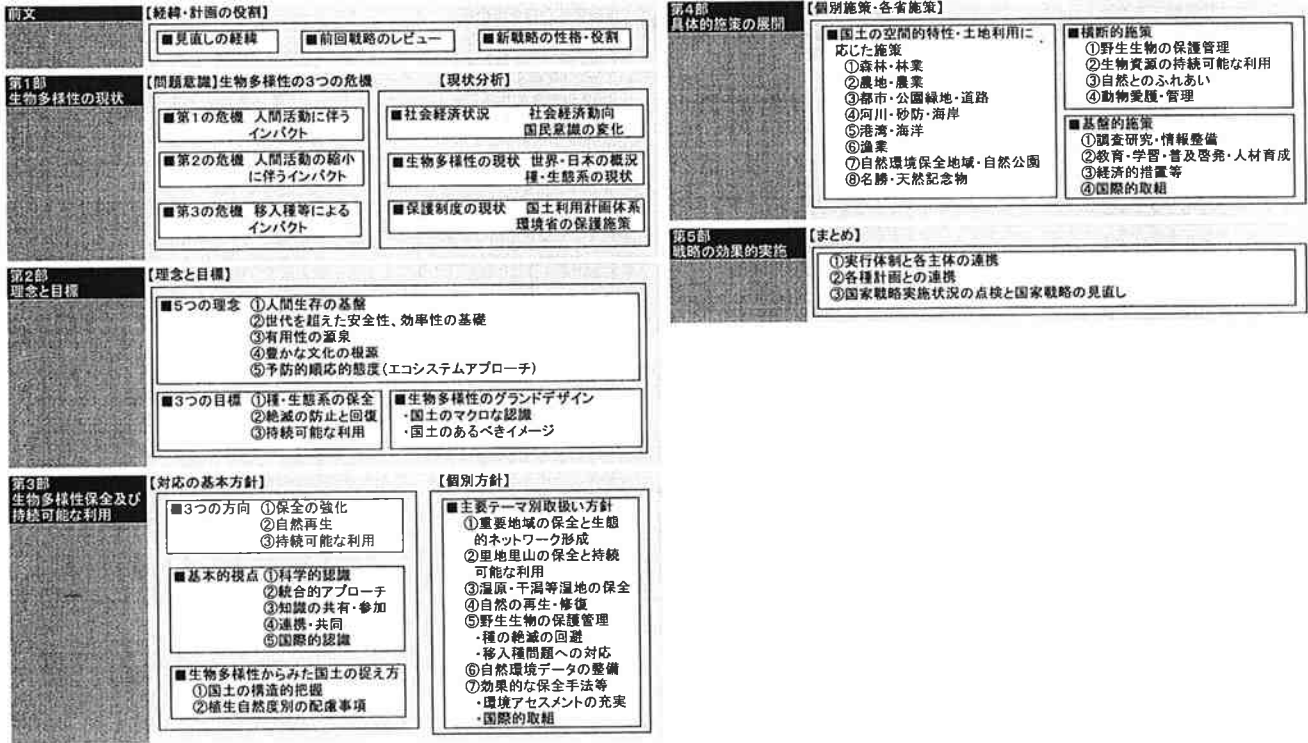 前文
【経緯・計画の役割】
■見直しの経緯
■前回戦略のレビュー
■新戦略の性格・役割
第1部
生物多様性の現状
【問題意識】生物多様性の3つの危機
■第1の危機 人間活動に伴う
インパクト
■第2の危機 人間活動の縮小
に伴うインパクト
■第3の危機 移入種等による
インパクト
【現状分析】
■社会経済状況 社会経済動向
国民意識の変化
■生物多様性の現状 世界・日本の概況
種・生態系の現状
■保護制度の現状 国土利用計画体系
環境省の保護施策
第2部
理念と目標
【理念と目標】
■5つの理念 ①人間生存の基盤
②世代を超えた安全性、効率性の基礎
③有用性の源泉
④豊かな文化の根源
⑤予防的順応的態度(エコシステムアプローチ)
■3つの目標 ①種・生態系の保全
②絶滅の防止と回復
③持続可能な利用
■生物多様性のグランドデザイン
・国土のマクロな認識
・国土のあるべきイメージ
第3部
生物多様性保全及び
持続可能な利用
【対応の基本方針】
■3つの方向 ①保全の強化
②自然再生
③持続可能な利用
■基本的視点 ①科学的認識
②統合的アプローチ
③知識の共有・参加
④連携・共同
⑤国際的認識
■生物多様性からみた国土の捉え方
①国土の構造的把握
②植生自然度別の配慮事項
【個別方針】
■主要テーマ別取扱い方針
①重要地域の保全と生態
的ネットワーク形成
②里地里山の保全と持続
可能な利用
③湿原・干潟等湿地の保全
④自然の再生・修復
⑤野生生物の保護管理
・種の絶滅の回避
・移入種問題への対応
⑥自然環境データの整備
⑦効果的な保全手法等
・環境アセスメントの充実
・国際的取組
第4部
具体的施策の展開
【個別施策・各省施策】
■国土の空間的特性・土地利用に
応じた施策
①森林・林業
②農地・農業
③都市・公園緑地・道路
④河川・砂防・海岸
⑤港湾・海洋
⑥漁業
⑦自然環境保全地域・自然公園
⑧名勝・天然記念物
■横断的施策
①野生生物の保護管理
②生物資源の持続可能な利用
③自然とのふれあい
④動物愛護・管理
■基盤的施策
①調査研究・情報整備
②教育・学習・普及啓発・人材育成
③経済的措置等
④国際的取組
第5部
戦略の効果的実施
【まとめ】
①実行体制と各主体の連携
②各種計画との連携
③国家戦略実施状況の点検と国家戦略の見直し